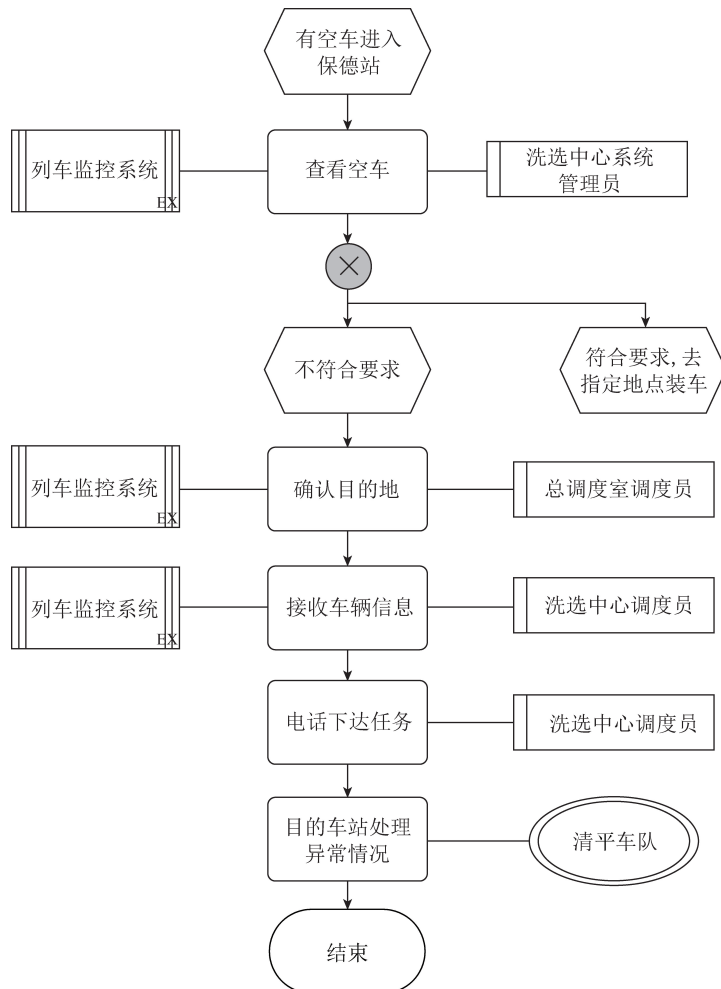 有空车进入
保德站
列车监控系统
EX
查看空车
洗选中心系统
管理员
不符合要求
符合要求, 去
指定地点装车
列车监控系统
EX
确认目的地
总调度室调度员
列车监控系统
EX
接收车辆信息
洗选中心调度员
电话下达任务
洗选中心调度员
目的车站处理
异常情况
清平车队
结束